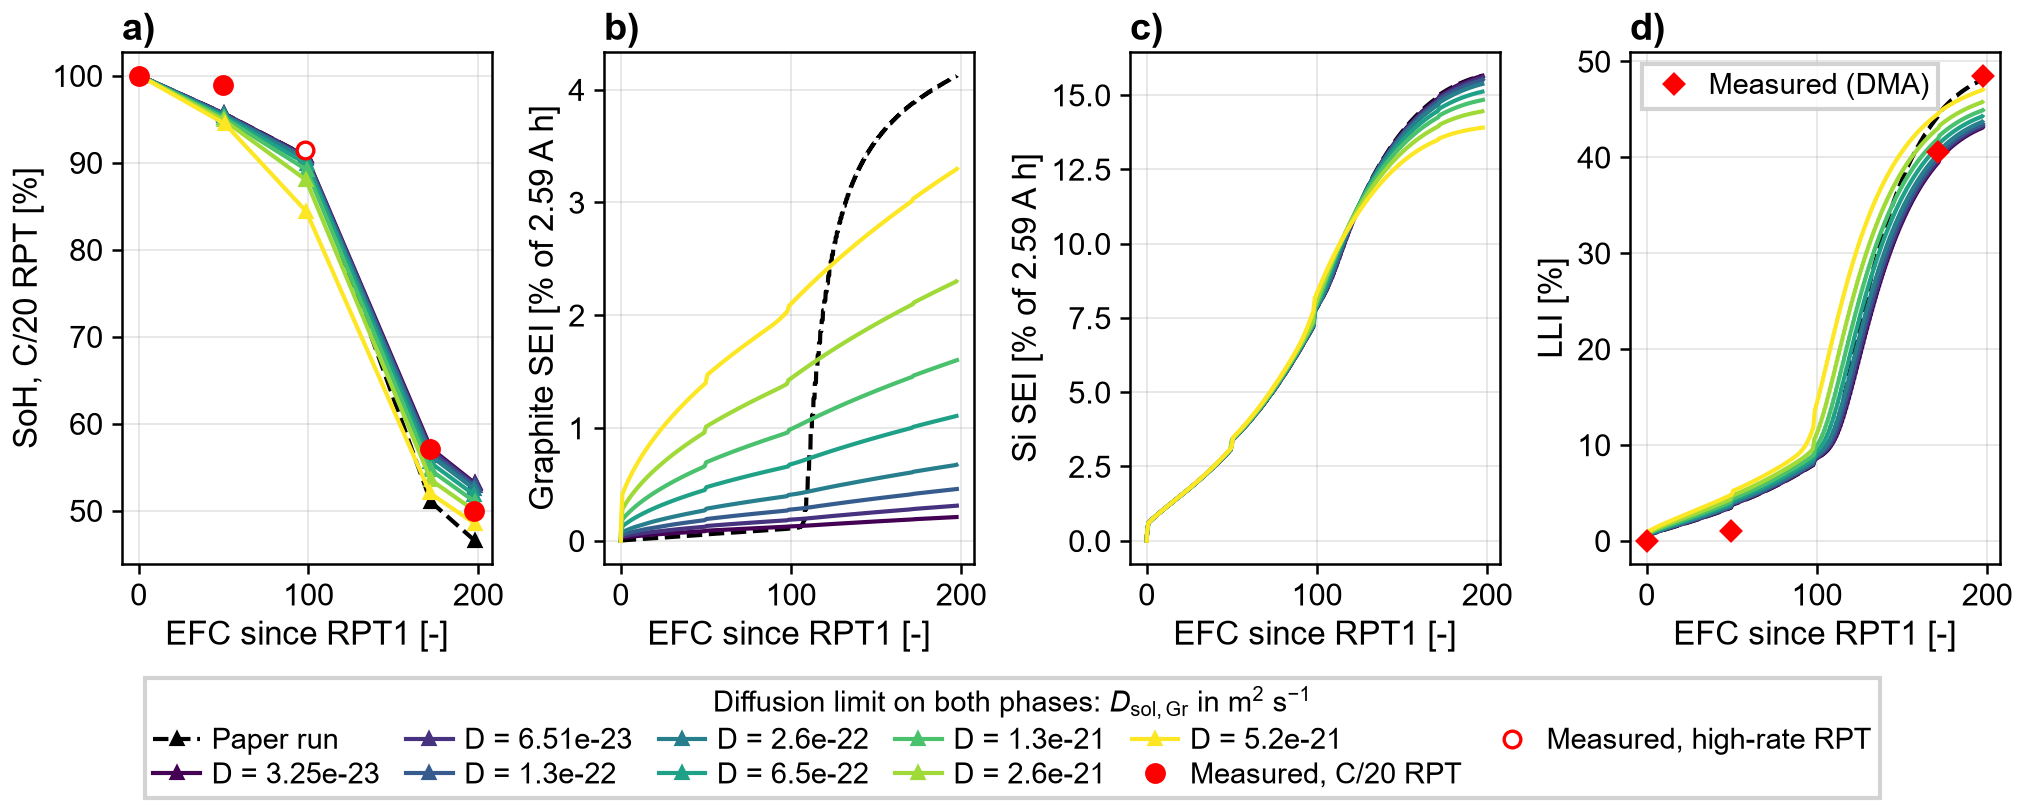 a)
b)
c)
d)
100
90
80
70
60
50
SoH, C/20 RPT [%]
0
100
200
EFC since RPT1 [-]
4
3
2
1
0
Graphite SEI [% of 2.59 A h]
0
100
200
EFC since RPT1 [-]
15.0
12.5
10.0
7.5
5.0
2.5
0.0
Si SEI [% of 2.59 A h]
0
100
200
EFC since RPT1 [-]
50
40
30
20
10
0
LLI [%]
Measured (DMA)
0
100
200
EFC since RPT1 [-]
Diffusion limit on both phases: D_sol, Gr in m² s⁻¹
Paper run
D = 3.25e-23
D = 6.51e-23
D = 1.3e-22
D = 2.6e-22
D = 6.5e-22
D = 1.3e-21
D = 2.6e-21
D = 5.2e-21
Measured, C/20 RPT
Measured, high-rate RPT